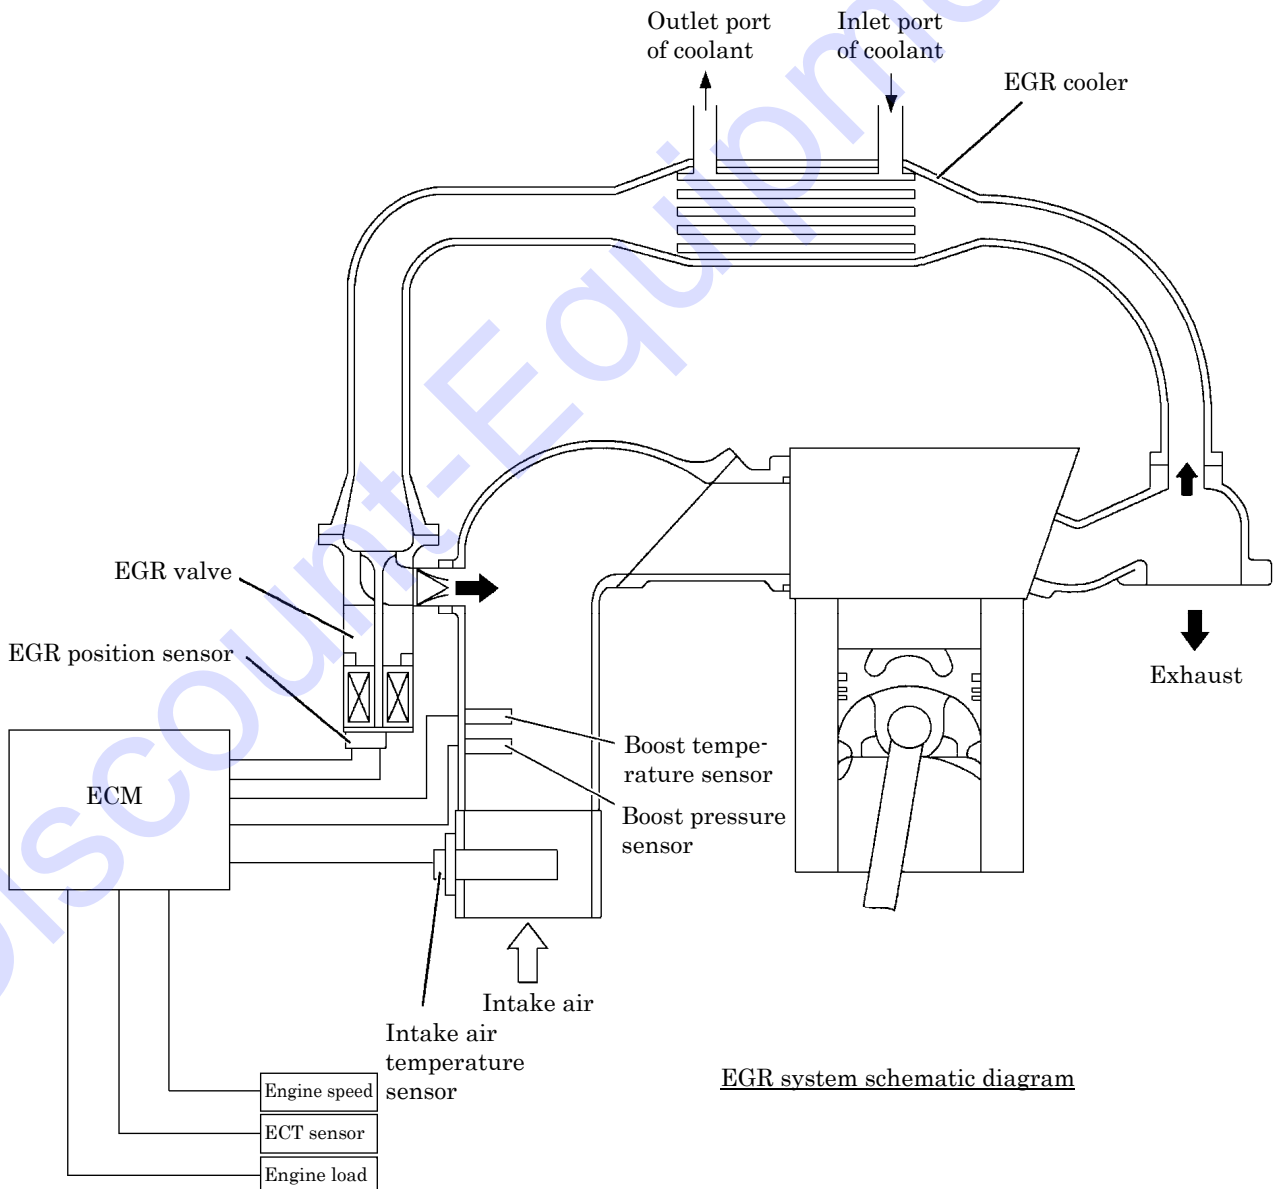 Outlet port
of coolant
Inlet port
of coolant
EGR cooler
EGR valve
EGR position sensor
Exhaust
ECM
Boost tempe-
rature sensor
Boost pressure
sensor
Intake air
Intake air
temperature
sensor
Engine speed
ECT sensor
Engine load
EGR system schematic diagram
Discount-Equipme